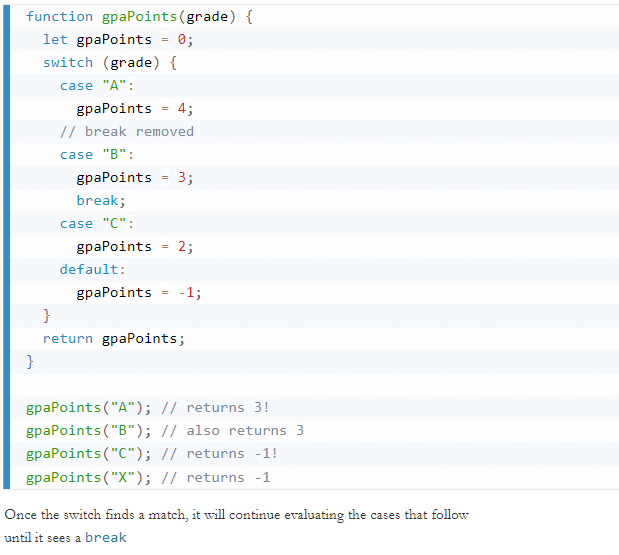 function gpaPoints(grade) {
  let gpaPoints = 0;
  switch (grade) {
    case "A":
      gpaPoints = 4;
    // break removed
    case "B":
      gpaPoints = 3;
      break;
    case "C":
      gpaPoints = 2;
    default:
      gpaPoints = -1;
  }
  return gpaPoints;
}

gpaPoints("A"); // returns 3!
gpaPoints("B"); // also returns 3
gpaPoints("C"); // returns -1!
gpaPoints("X"); // returns -1
Once the switch finds a match, it will continue evaluating the cases that follow
until it sees a break